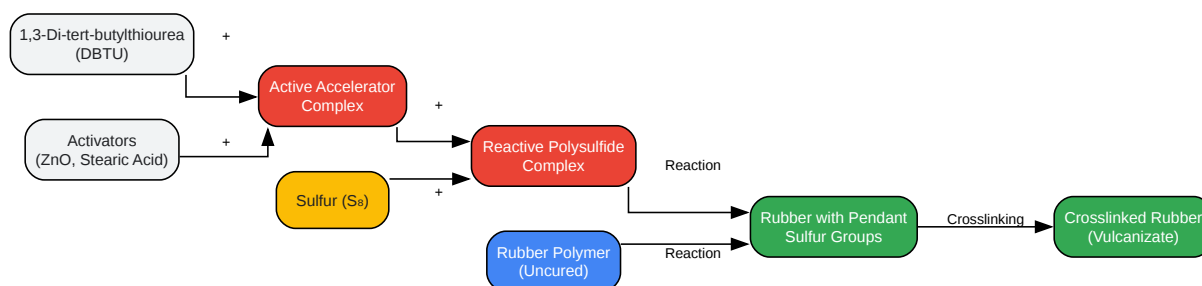 1,3-Di-tert-butylthiourea
(DBTU)
+
Active Accelerator
Complex
+
Activators
(ZnO, Stearic Acid)
+
Reactive Polysulfide
Complex
Reaction
Sulfur (S₈)
+
Rubber with Pendant
Sulfur Groups
Crosslinking
Crosslinked Rubber
(Vulcanizate)
Rubber Polymer
(Uncured)
Reaction